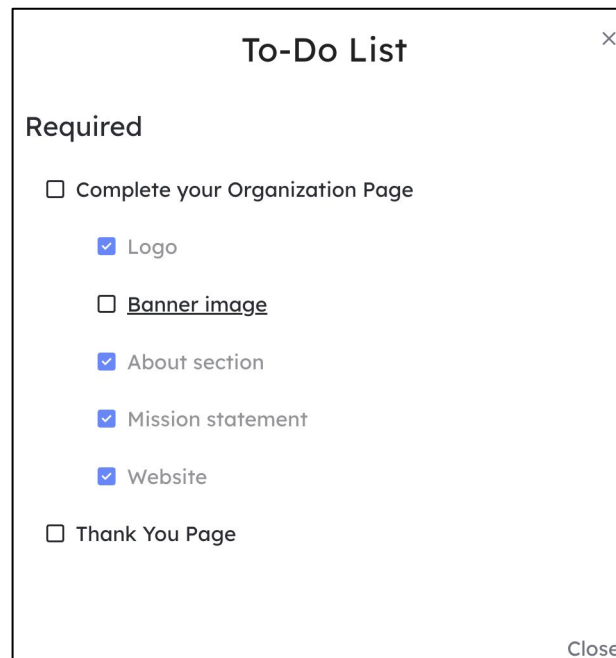 To-Do List
Required
Complete your Organization Page
Logo
Banner image
About section
Mission statement
Website
Thank You Page
Close